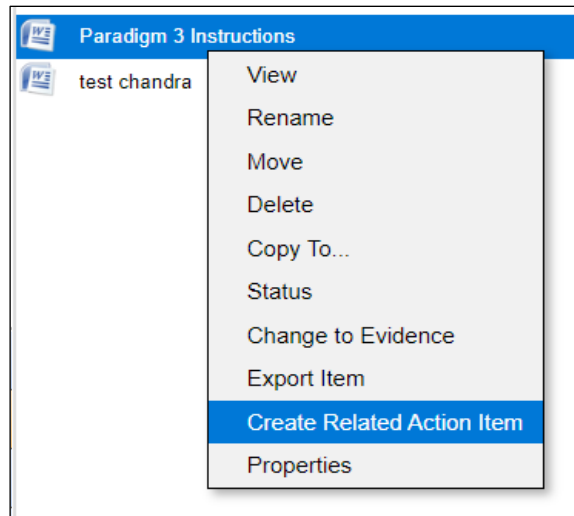 Paradigm 3 Instructions
test chandra
View
Rename
Move
Delete
Copy To...
Status
Change to Evidence
Export Item
Create Related Action Item
Properties